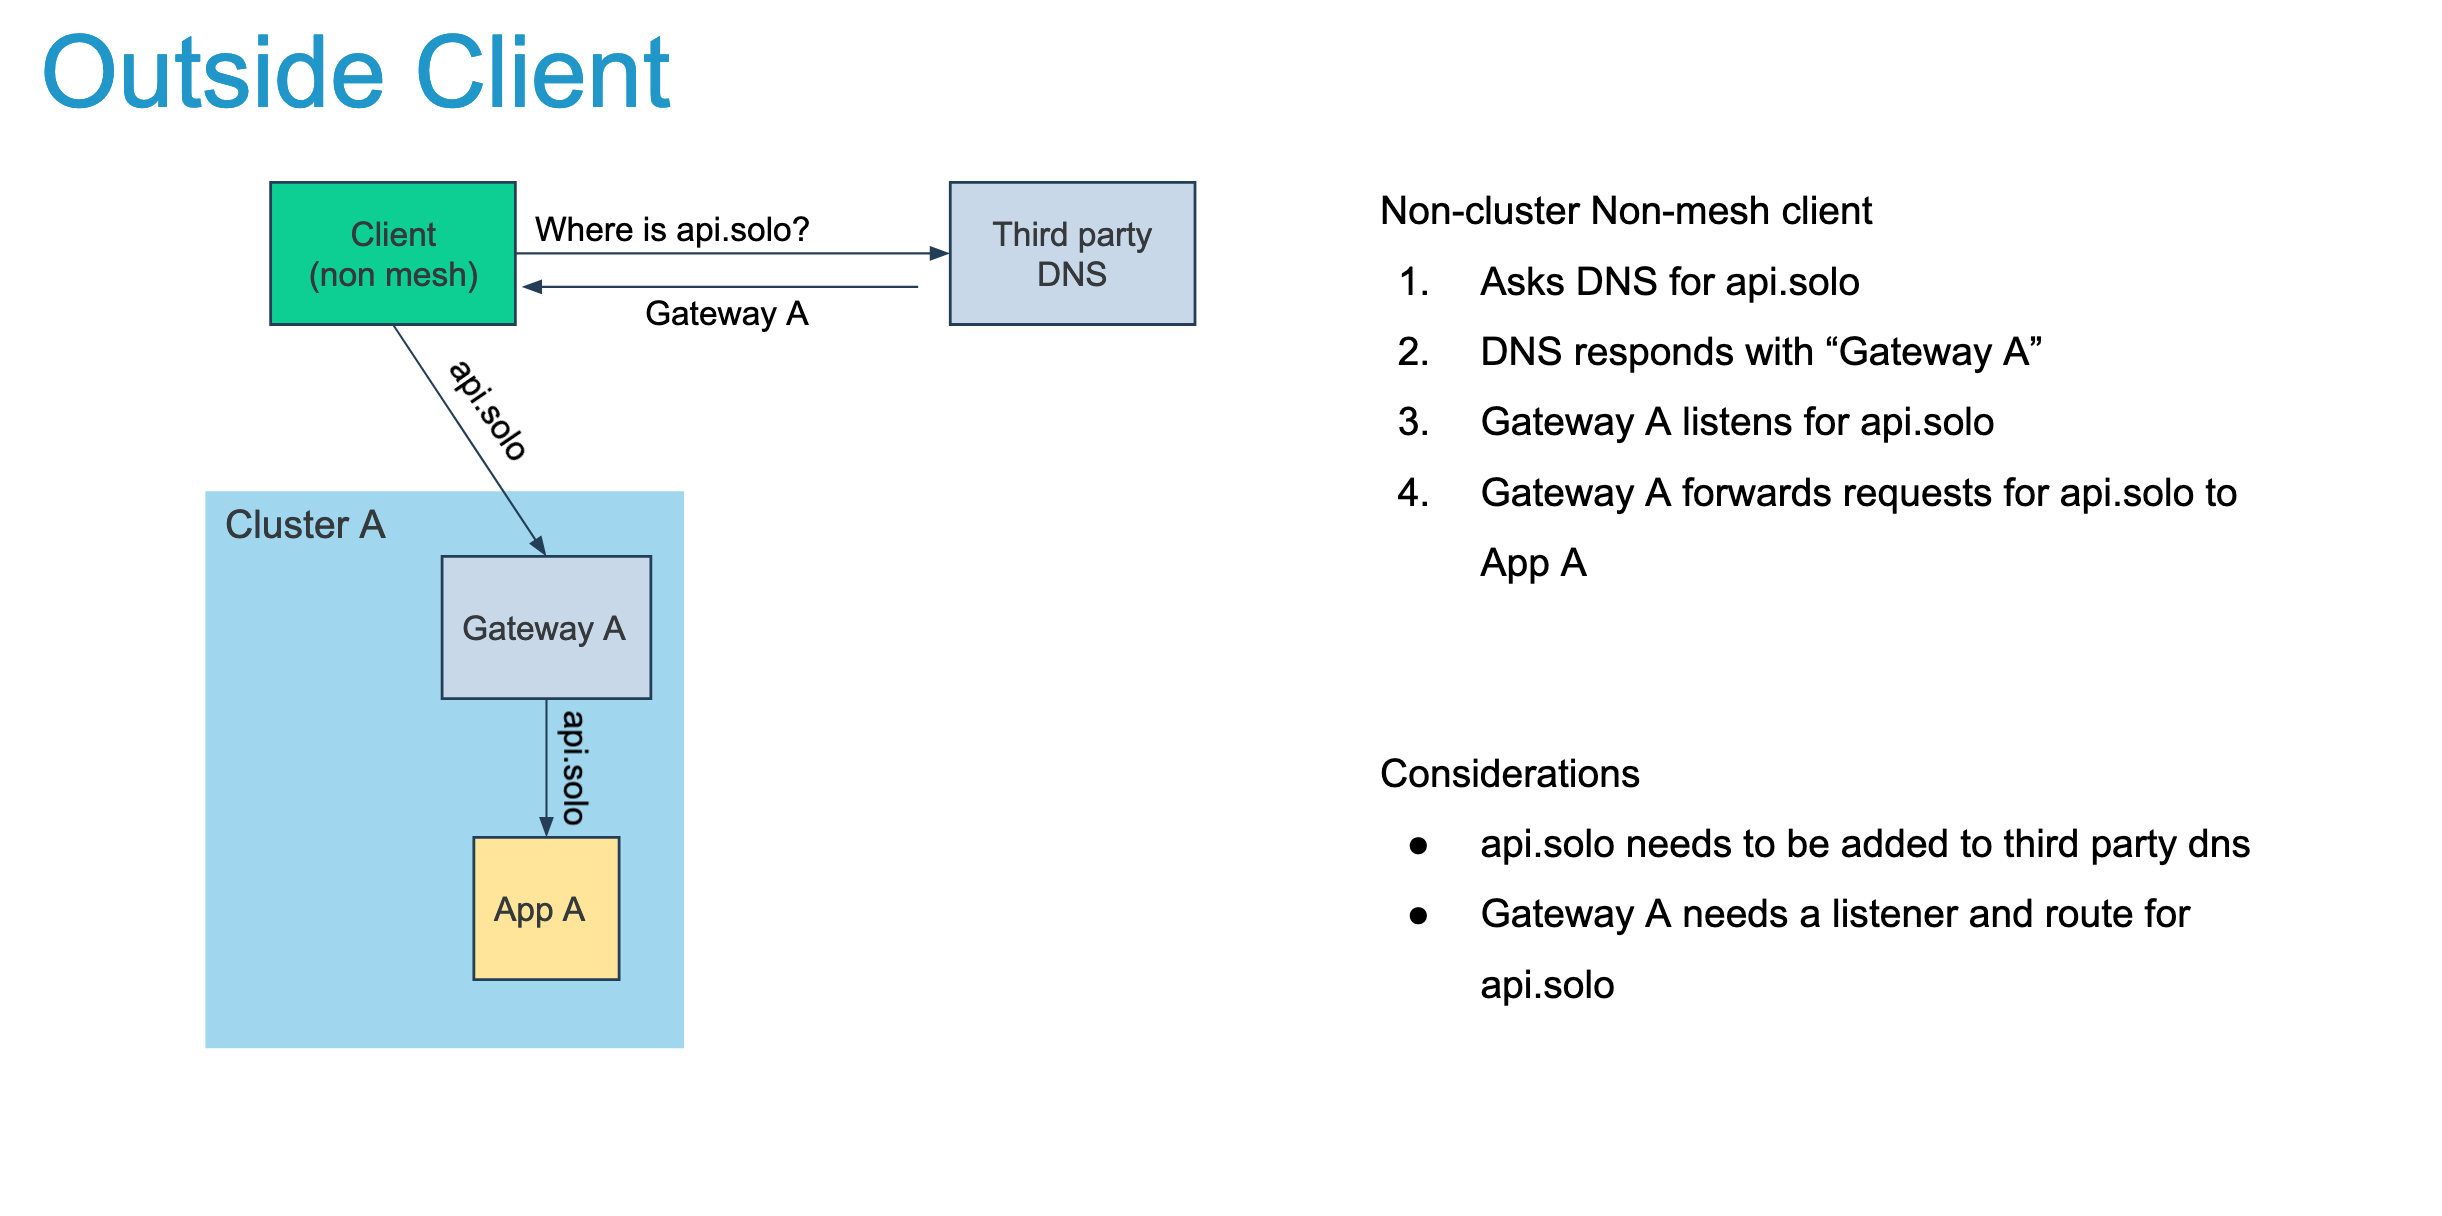 Outside Client
Client
(non mesh)
Where is api.solo?
Gateway A
Third party
DNS
api.solo
Cluster A
Gateway A
api.solo
App A
Non-cluster Non-mesh client
1. Asks DNS for api.solo
2. DNS responds with “Gateway A”
3. Gateway A listens for api.solo
4. Gateway A forwards requests for api.solo to
App A
Considerations
● api.solo needs to be added to third party dns
● Gateway A needs a listener and route for
api.solo